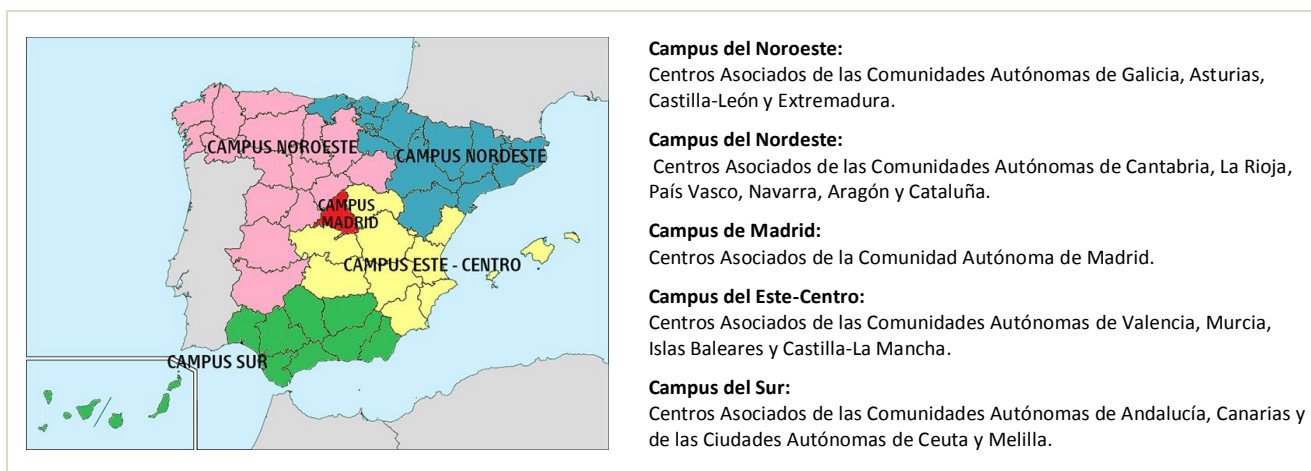 CAMPUS NOROESTE
CAMPUS NORDESTE
CAMPUS
MADRID
CAMPUS ESTE - CENTRO
CAMPUS SUR
Campus del Noroeste:
Centros Asociados de las Comunidades Autónomas de Galicia, Asturias,
Castilla-León y Extremadura.
Campus del Nordeste:
Centros Asociados de las Comunidades Autónomas de Cantabria, La Rioja,
País Vasco, Navarra, Aragón y Cataluña.
Campus de Madrid:
Centros Asociados de la Comunidad Autónoma de Madrid.
Campus del Este-Centro:
Centros Asociados de las Comunidades Autónomas de Valencia, Murcia,
Islas Baleares y Castilla-La Mancha.
Campus del Sur:
Centros Asociados de las Comunidades Autónomas de Andalucía, Canarias y
de las Ciudades Autónomas de Ceuta y Melilla.